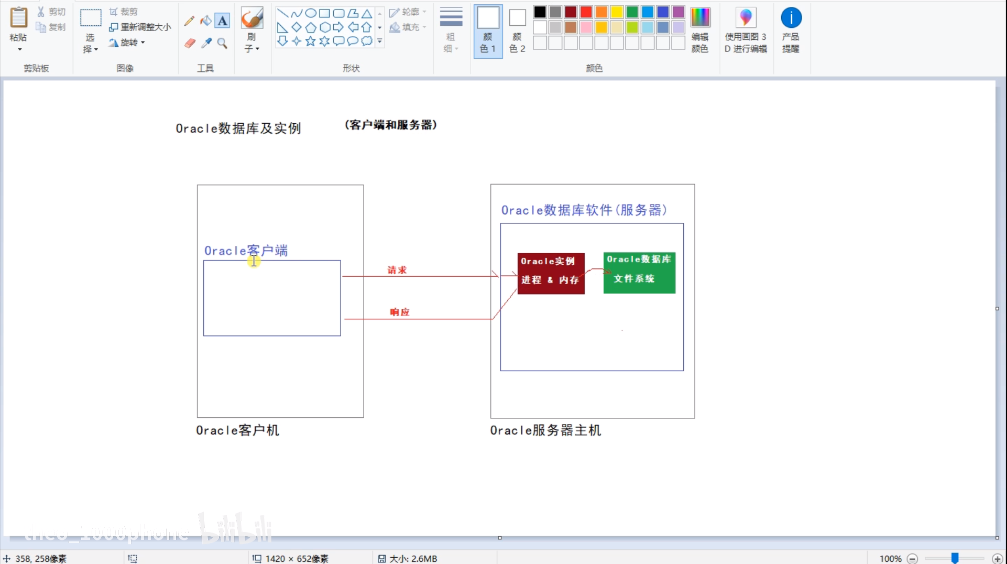 粘贴
剪切
复制
剪贴板
选
择
裁剪
重新调整大小
旋转
图像
A
工具
刷
子
轮廓
填充
形状
粗
细
颜
色 1
颜
色 2
编辑
颜色
颜色
使用画图 3
D 进行编辑
产品
提醒
Oracle数据库及实例
(客户端和服务器)
Oracle客户端
请求
响应
Oracle客户机
Oracle数据库软件(服务器)
Oracle实例
进程 & 内存
Oracle数据库
文件系统
Oracle服务器主机
theo_1000phone
bilibili
358, 258像素
1420 × 652像素
大小: 2.6MB
100%